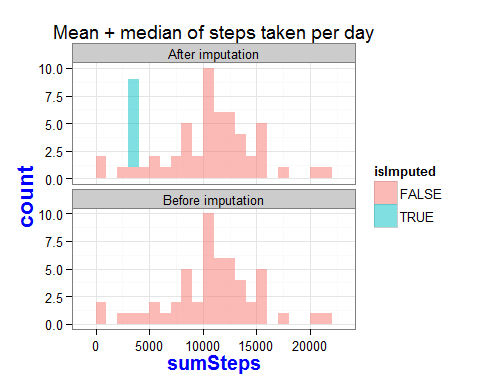 Mean + median of steps taken per day
After imputation
10.0
7.5
5.0
2.5
0.0
Before imputation
10.0
7.5
5.0
2.5
0.0
0 5000 10000 15000 20000
sumSteps
count
isImputed
FALSE
TRUE